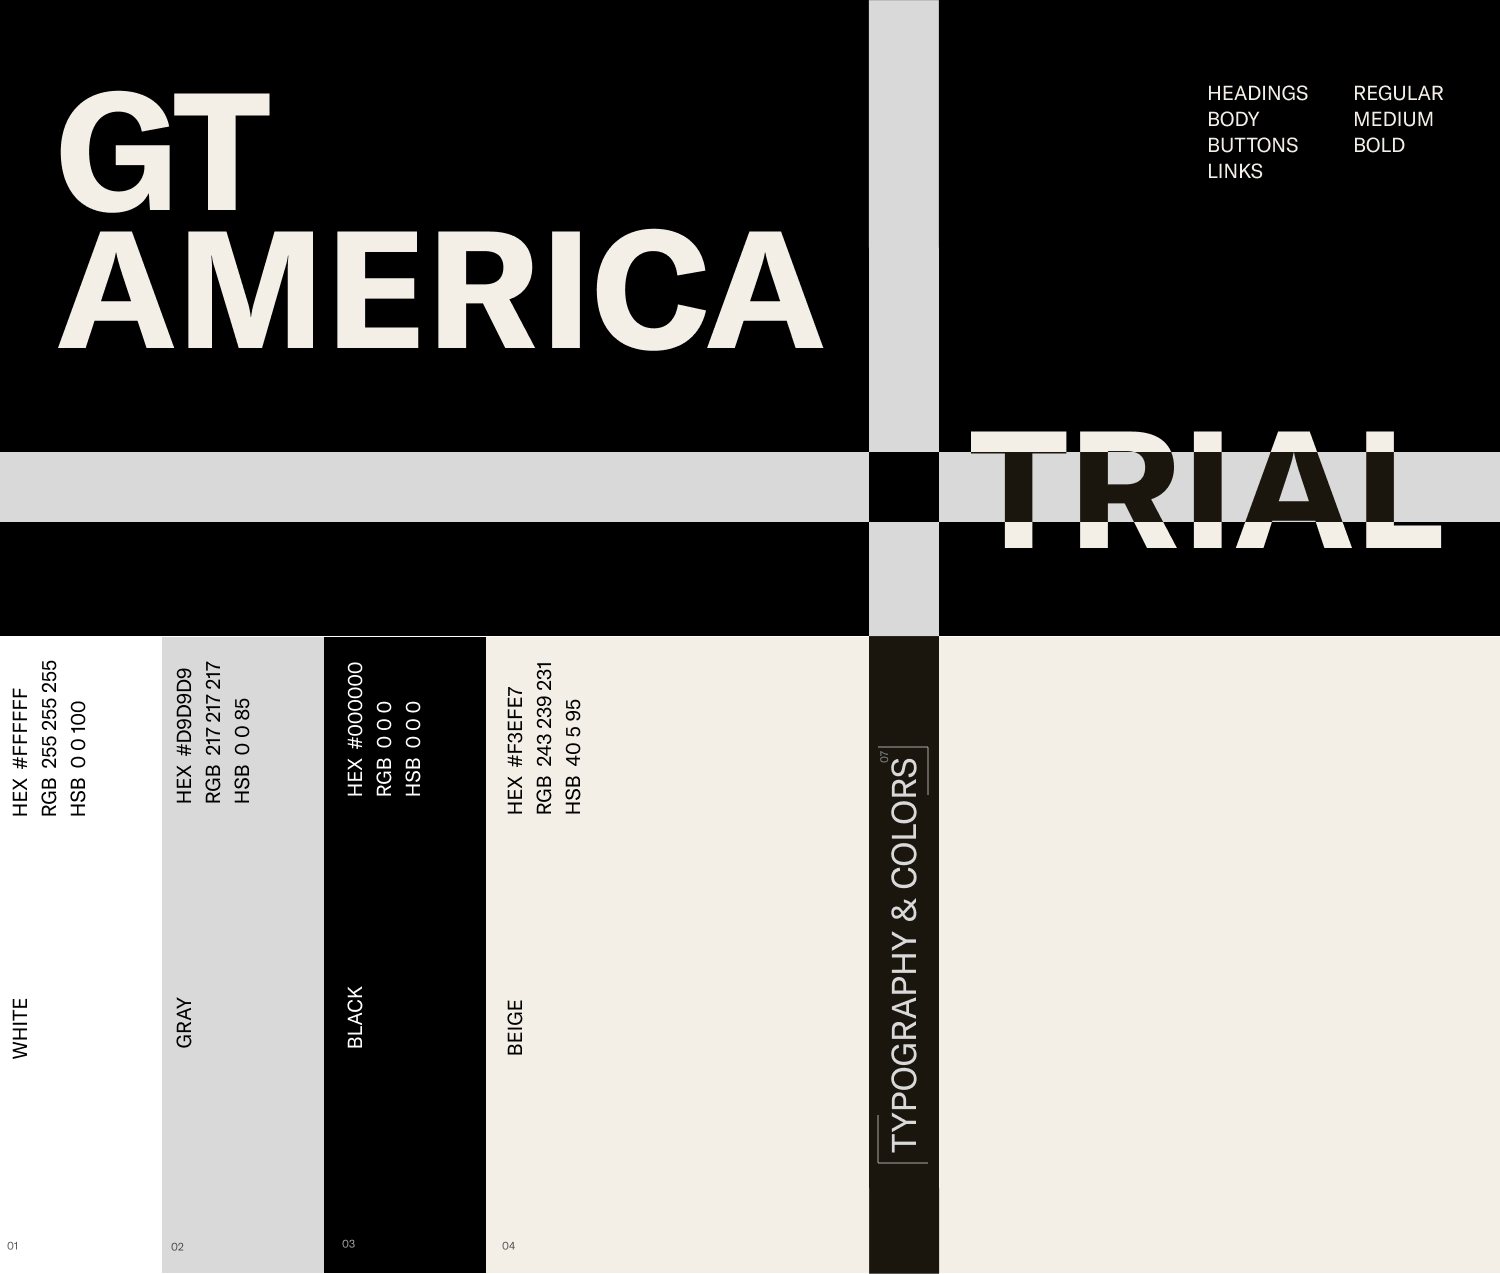 GT
AMERICA
HEADINGS
BODY
BUTTONS
LINKS
REGULAR
MEDIUM
BOLD
TRIAL
HEX #FFFFFF
RGB 255 255 255
HSB 0 0 100
WHITE
01
HEX #D9D9D9
RGB 217 217 217
HSB 0 0 85
GRAY
02
HEX #000000
RGB 0 0 0
HSB 0 0 0
BLACK
03
HEX #F3EFE7
RGB 243 239 231
HSB 40 5 95
BEIGE
04
07
TYPOGRAPHY & COLORS